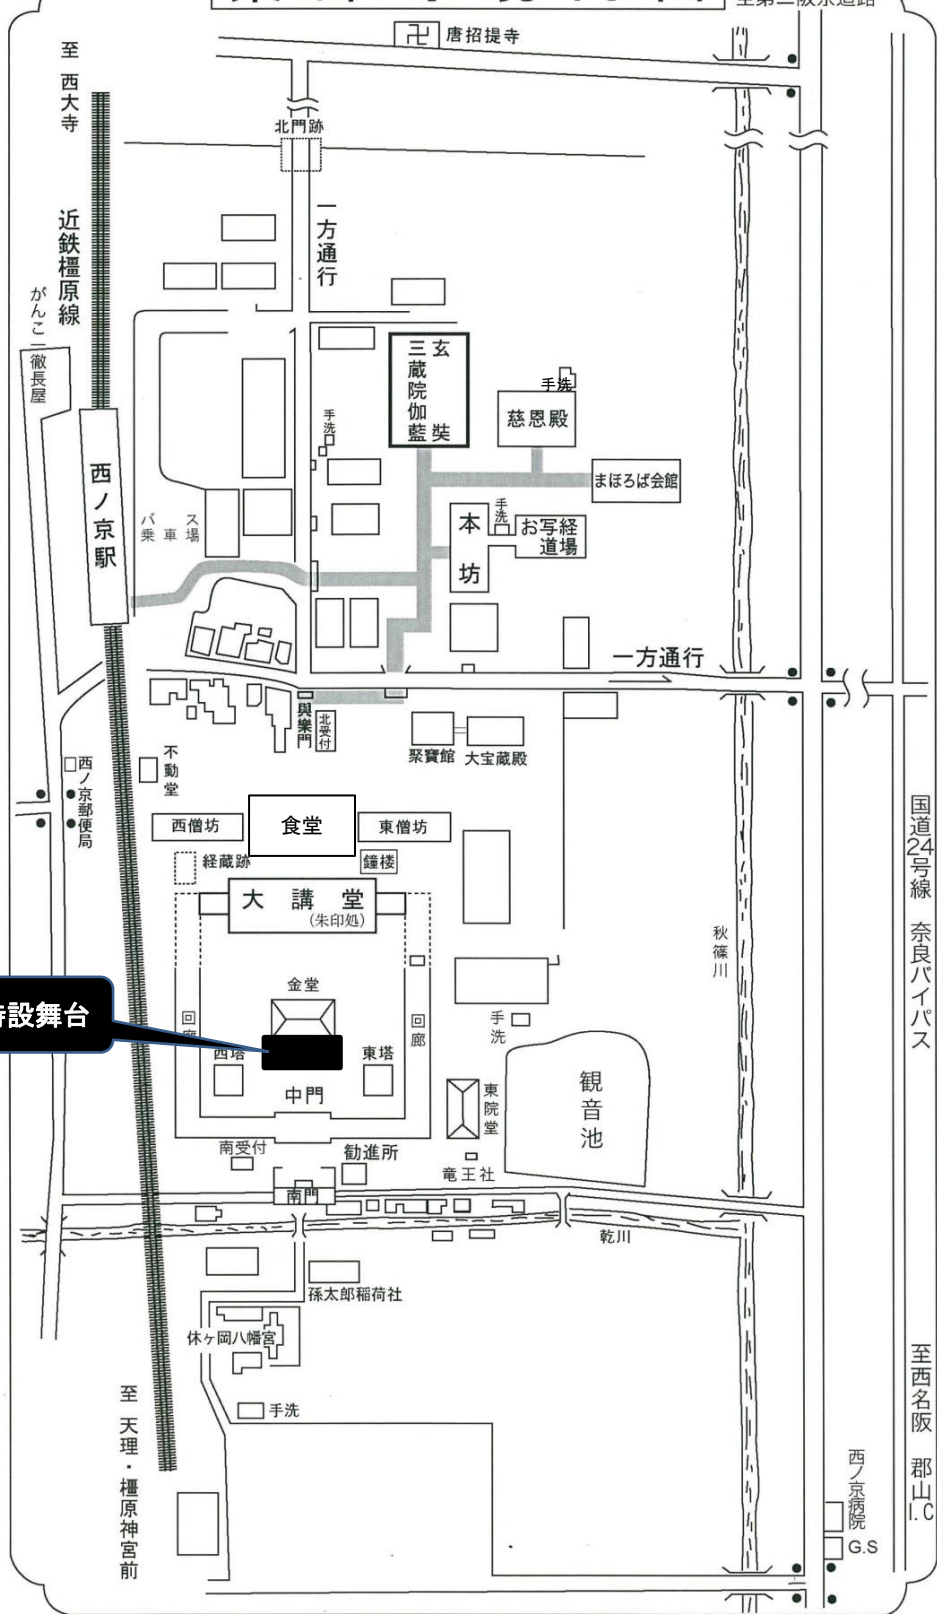 至第二阪奈道路
唐招提寺
至 西大寺
北門跡
一方通行
近鉄橿原線
がんこ一徹長屋
玄奘
三蔵院伽藍
手洗
慈恩殿
手洗
まほろば会館
西ノ京駅
バス
乗車場
本坊
手洗
お写経
道場
一方通行
與樂門
北受付
聚寶館
大宝蔵殿
不動堂
西ノ京郵便局
西僧坊
食堂
東僧坊
経蔵跡
鐘楼
大講堂
(朱印処)
国道24号線 奈良バイパス
秋篠川
金堂
設舞台
回廊
回廊
手洗
西塔
東塔
中門
東院堂
観音池
南受付
勧進所
竜王社
南門
乾川
孫太郎稲荷社
休ヶ岡八幡宮
手洗
至 天理・橿原神宮前
至西名阪 郡山I.C
西ノ京病院
G.S